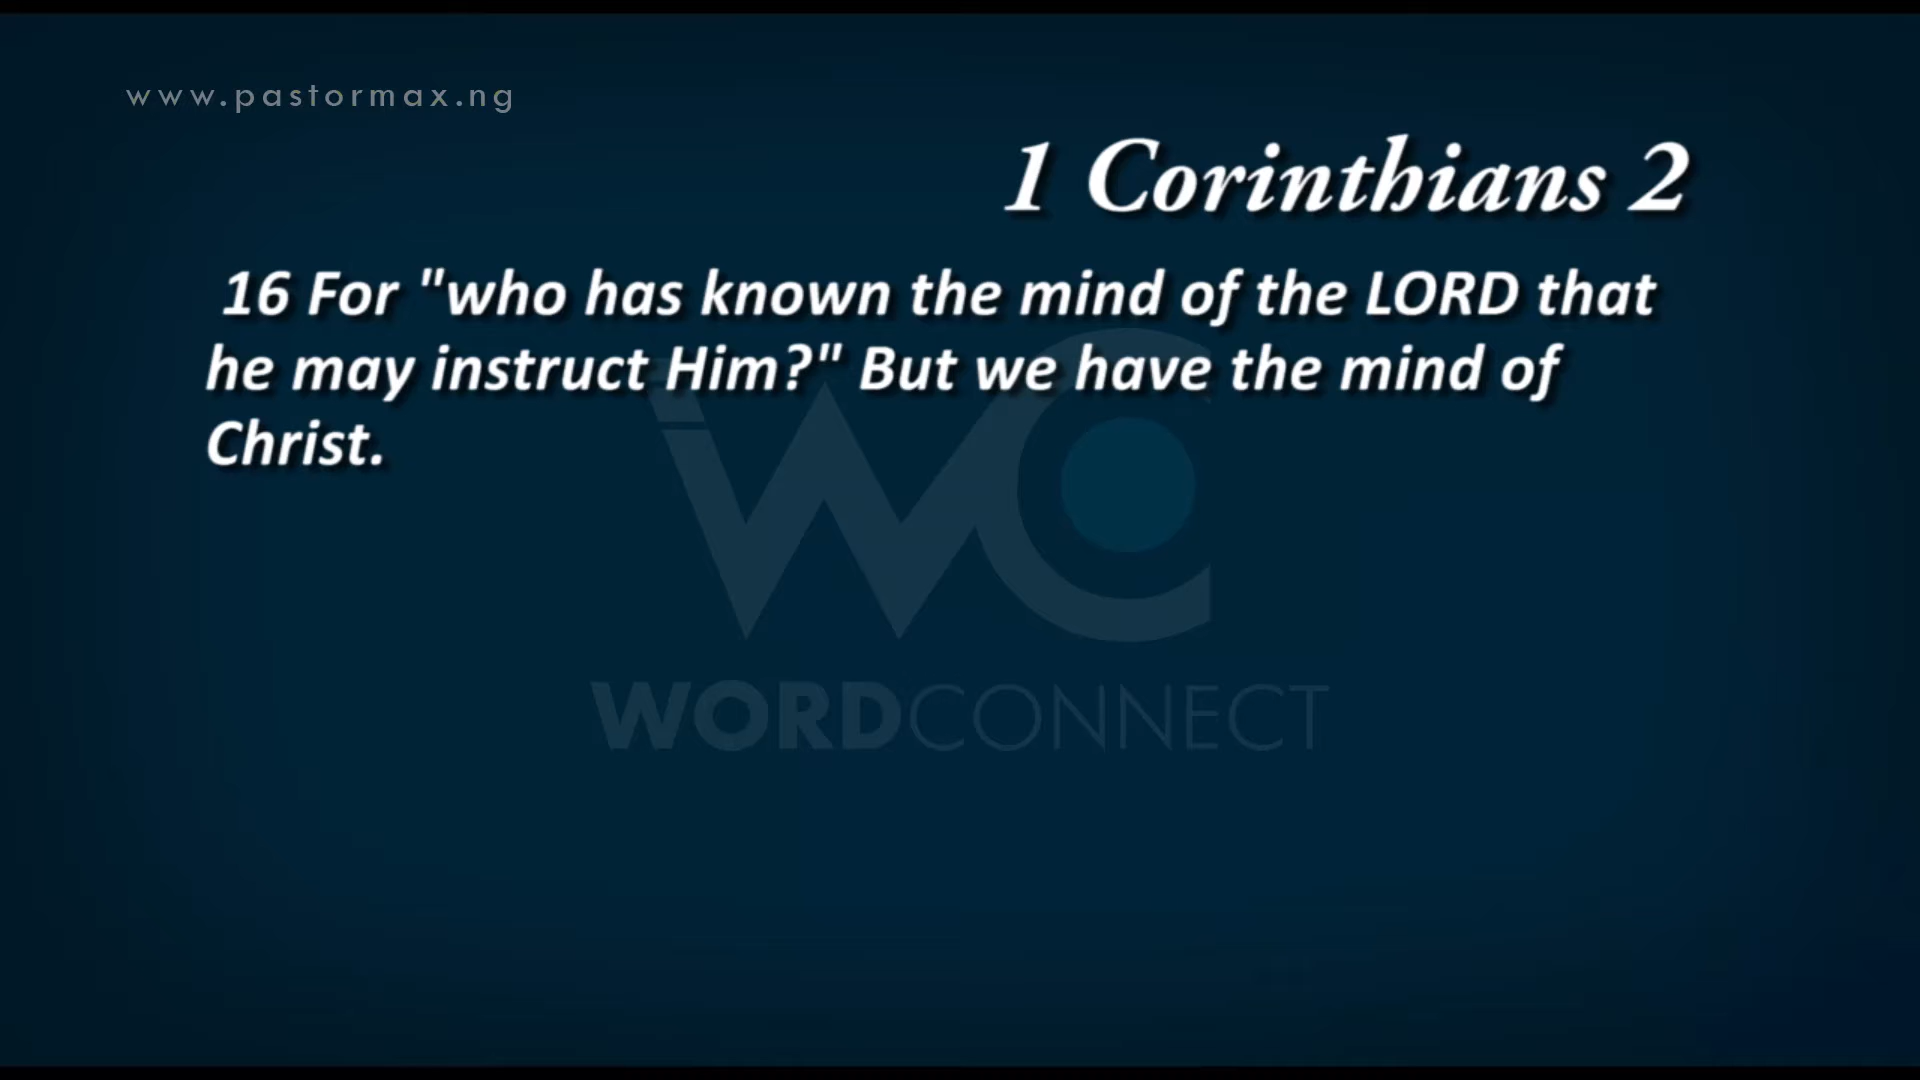 www.pastormax.ng
1 Corinthians 2
16 For "who has known the mind of the LORD that
he may instruct Him?" But we have the mind of
Christ.
WC
WORDCONNECT